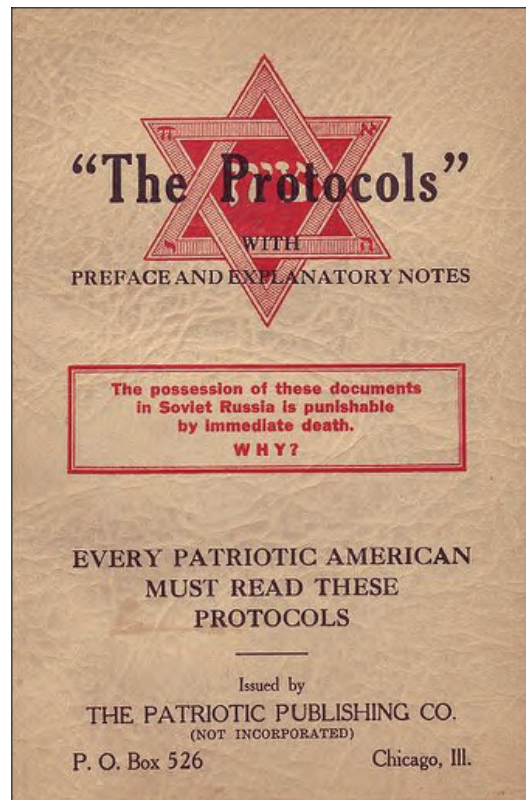 "The Protocols"
WITH
PREFACE AND EXPLANATORY NOTES
The possession of these documents
in Soviet Russia is punishable
by immediate death.
WHY?
EVERY PATRIOTIC AMERICAN
MUST READ THESE
PROTOCOLS
Issued by
THE PATRIOTIC PUBLISHING CO.
(NOT INCORPORATED)
P. O. Box 526 Chicago, Ill.